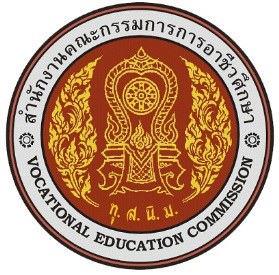 สำนักงานคณะกรรมการการอาชีวศึกษา
ทุ. ส. นิ. ม.
VOCATIONAL EDUCATION COMMISSION